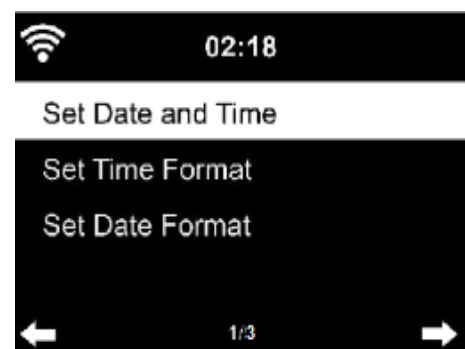 02:18
Set Date and Time
Set Time Format
Set Date Format
1/3